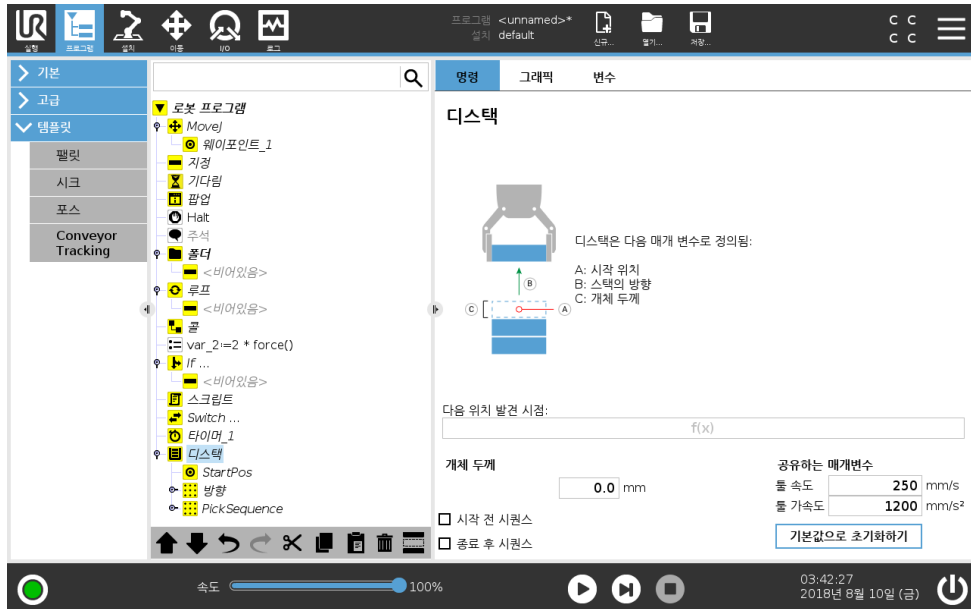 프로그램 <unnamed>*
설치 default
C C
C C
UR
실행
프로그램
설치
이동
I/O
로그
신규...
열기...
저장...
기본
고급
템플릿
팰릿
시크
포스
Conveyor
Tracking
로봇 프로그램
MoveJ
웨이포인트_1
지정
기다림
팝업
Halt
주석
폴더
<비어있음>
루프
<비어있음>
콜
var_2:=2 * force()
If ...
<비어있음>
스크립트
Switch ...
타이머_1
디스택
StartPos
방향
PickSequence
명령 그래픽 변수
디스택
디스택은 다음 매개 변수로 정의됨:
A: 시작 위치
B: 스택의 방향
C: 개체 두께
B
C
A
다음 위치 발견 시점:
f(x)
개체 두께
0.0 mm
시작 전 시퀀스
종료 후 시퀀스
공유하는 매개변수
툴 속도 250 mm/s
툴 가속도 1200 mm/s²
기본값으로 초기화하기
속도 100%
03:42:27
2018년 8월 10일 (금)